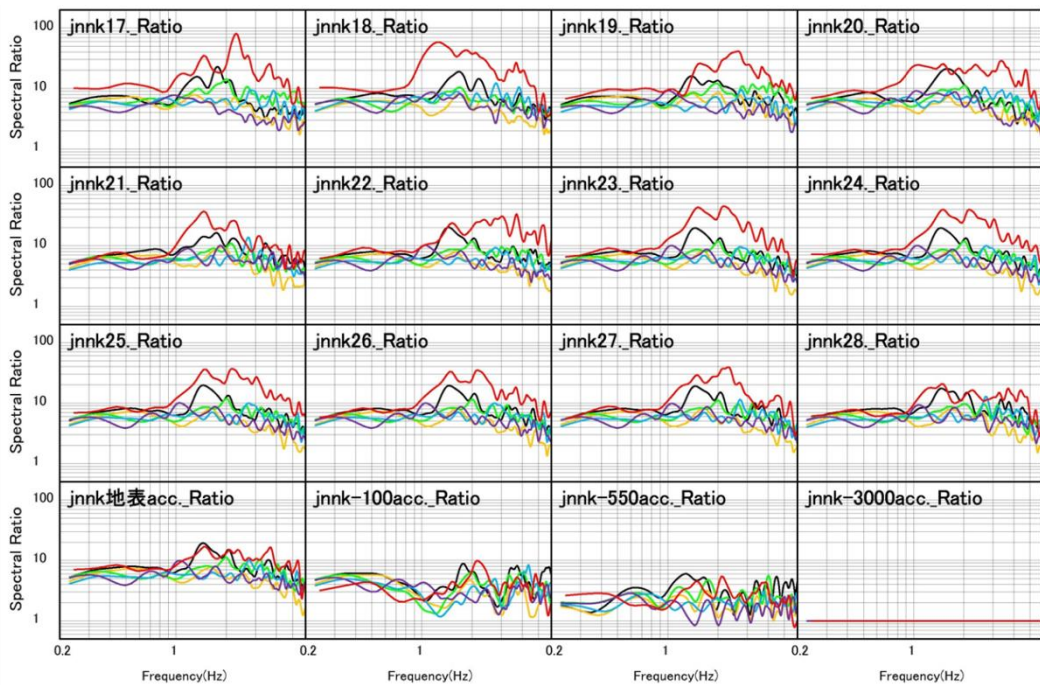 Spectral Ratio
100
10
1
jnnk17._Ratio
jnnk18._Ratio
jnnk19._Ratio
jnnk20._Ratio
Spectral Ratio
100
10
1
jnnk21._Ratio
jnnk22._Ratio
jnnk23._Ratio
jnnk24._Ratio
Spectral Ratio
100
10
1
jnnk25._Ratio
jnnk26._Ratio
jnnk27._Ratio
jnnk28._Ratio
Spectral Ratio
100
10
1
jnnk地表acc._Ratio
jnnk-100acc._Ratio
jnnk-550acc._Ratio
jnnk-3000acc._Ratio
0.2 1 0.2 1 0.2 1 0.2 1
Frequency(Hz) Frequency(Hz) Frequency(Hz) Frequency(Hz)